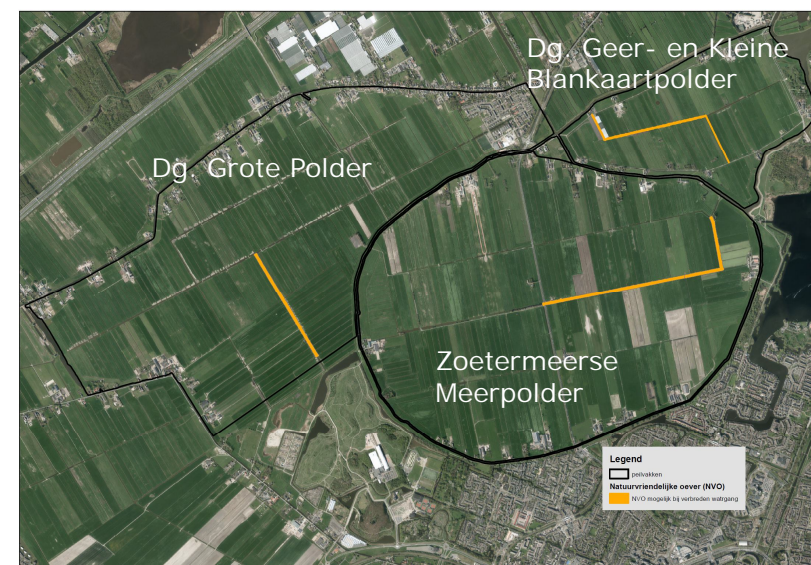 Dg. Geer- en Kleine
Blankaartpolder
Dg. Grote Polder
Zoetermeerse
Meerpolder
Legend
peilvakken
Natuurvriendelijke oever (NVO)
NVO mogelijk bij verbreden watrgang